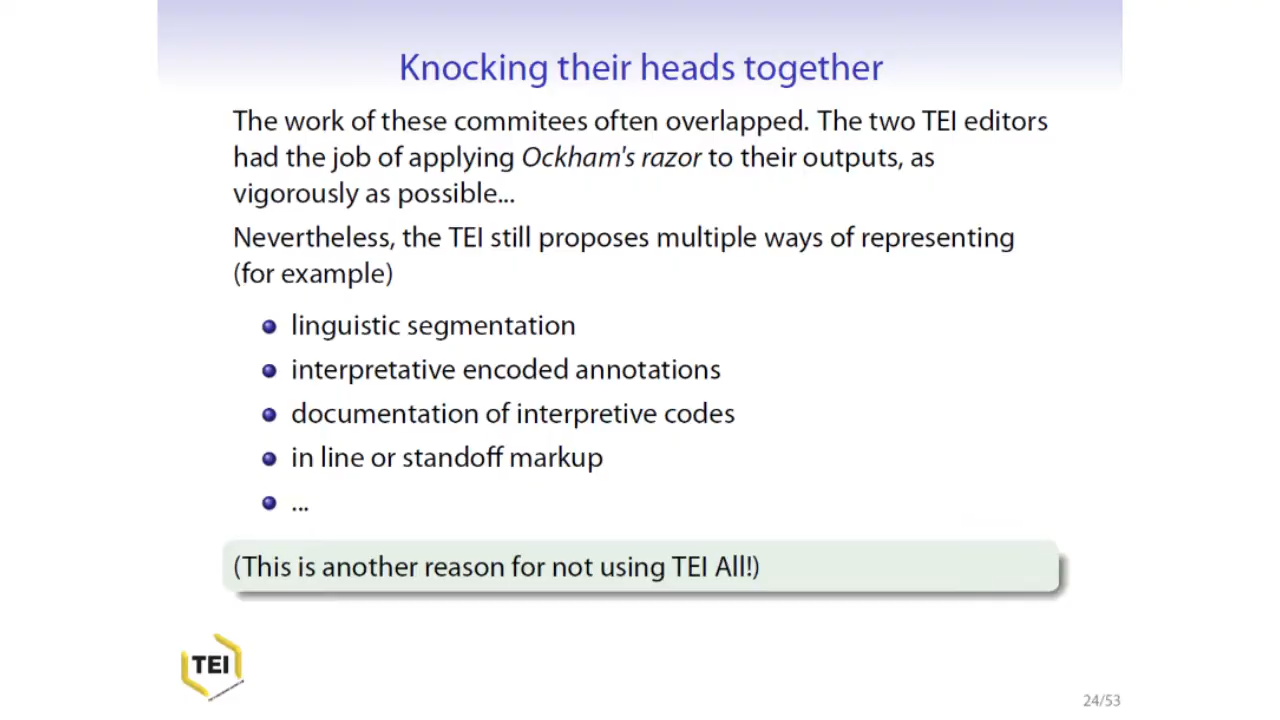 Knocking their heads together
The work of these commitees often overlapped. The two TEI editors
had the job of applying Ockham's razor to their outputs, as
vigorously as possible...
Nevertheless, the TEI still proposes multiple ways of representing
(for example)
linguistic segmentation
interpretative encoded annotations
documentation of interpretive codes
in line or standoff markup
...
(This is another reason for not using TEI All!)
TEI
24/53